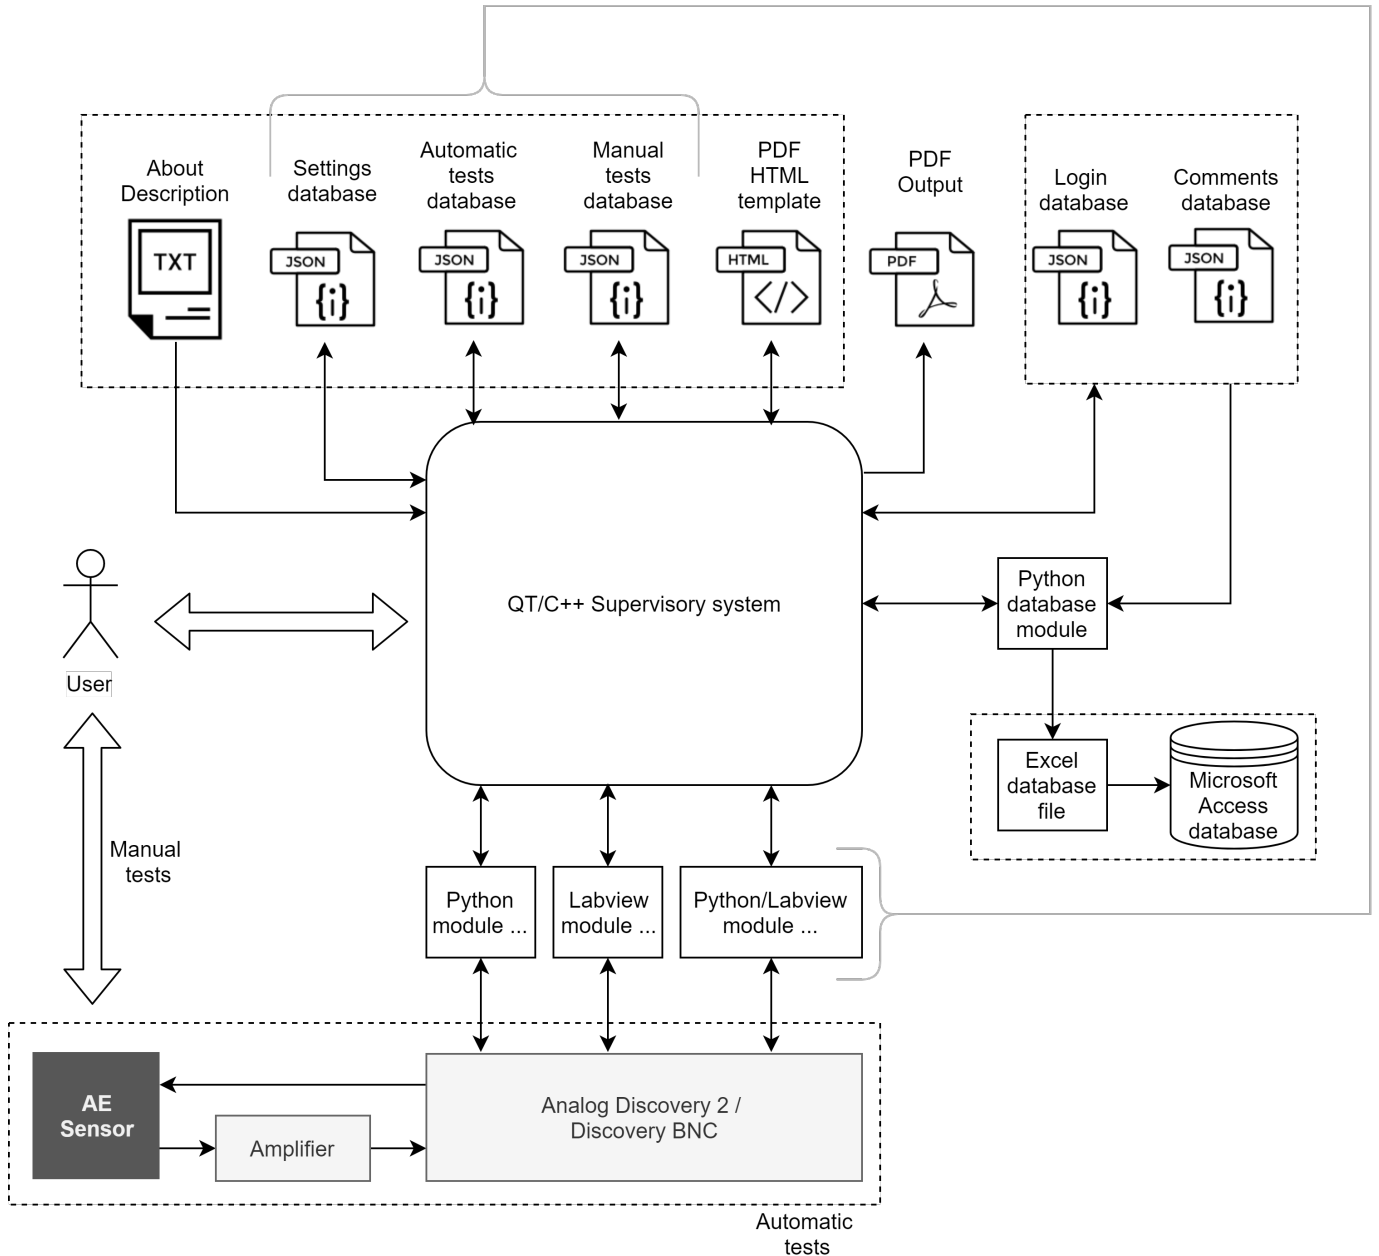 About
Description
Settings
database
Automatic
tests
database
Manual
tests
database
PDF
HTML
template
PDF
Output
Login
database
Comments
database
TXT
JSON
{i}
JSON
{i}
JSON
{i}
HTML
</>
PDF
JSON
{i}
JSON
{i}
QT/C++ Supervisory system
Python
database
module
User
Excel
database
file
Microsoft
Access
database
Manual
tests
Python
module ...
Labview
module ...
Python/Labview
module ...
AE
Sensor
Amplifier
Analog Discovery 2 /
Discovery BNC
Automatic
tests